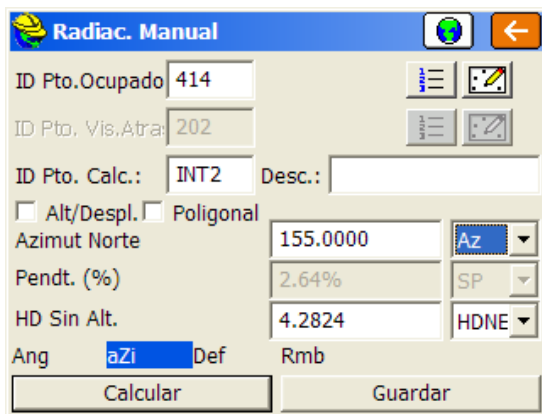 Radiac. Manual
ID Pto.Ocupado 414
ID Pto. Vis.Atra: 202
ID Pto. Calc.: INT2 Desc.:
Alt/Despl. Poligonal
Azimut Norte 155.0000 Az
Pendt. (%) 2.64% SP
HD Sin Alt. 4.2824 HDNE
Ang aZi Def Rmb
Calcular Guardar